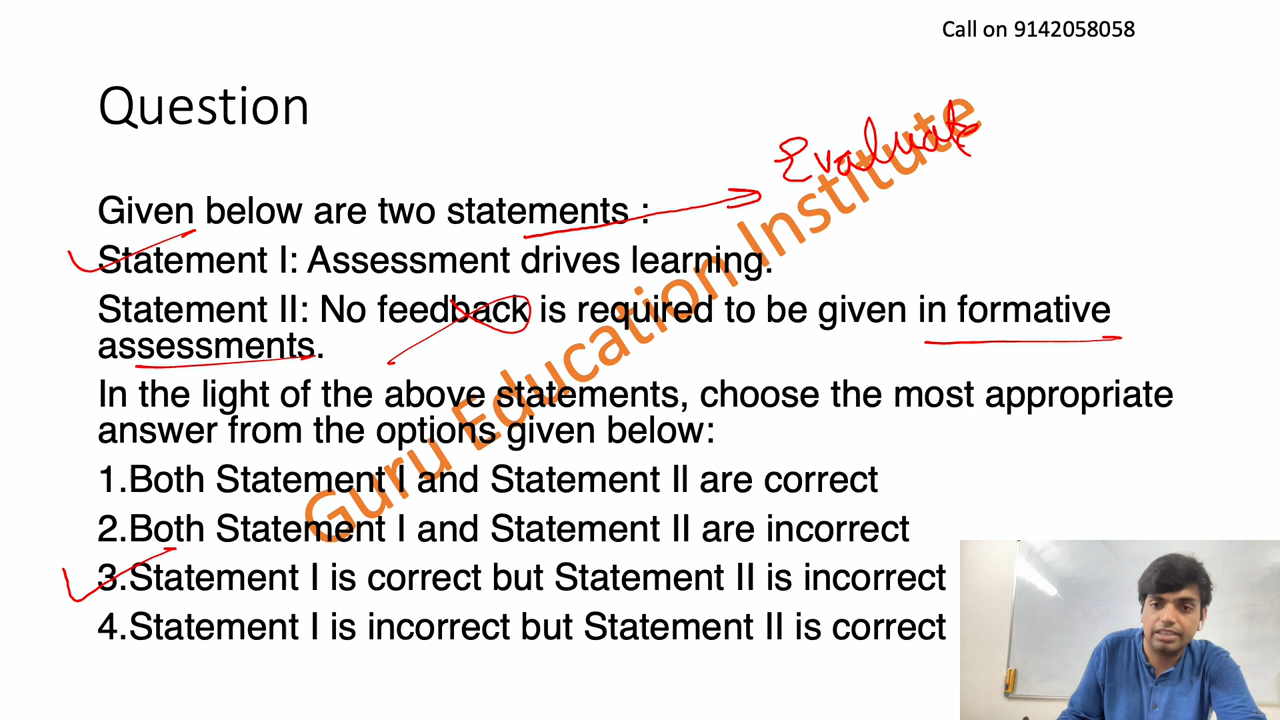 Call on 9142058058
Question
Evaluate
Given below are two statements :
Statement I: Assessment drives learning.
Statement II: No feedback is required to be given in formative
assessments.
In the light of the above statements, choose the most appropriate
answer from the options given below:
1.Both Statement I and Statement II are correct
2.Both Statement I and Statement II are incorrect
3.Statement I is correct but Statement II is incorrect
4.Statement I is incorrect but Statement II is correct
Guru Education Institute